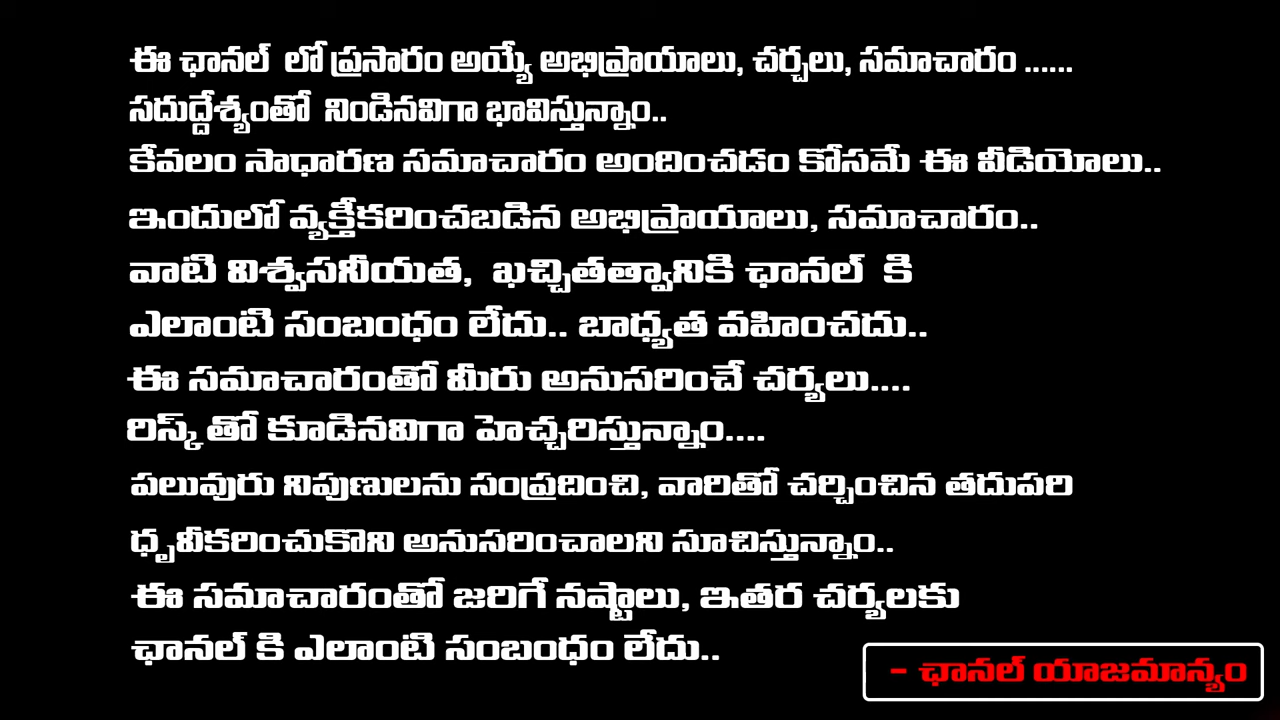 ఈ ఛానల్ లో ప్రసారం అయ్యే అభిప్రాయాలు, చర్చలు, సమాచారం ......
సదుద్దేశ్యంతో నిండినవిగా భావిస్తున్నాం..
కేవలం సాధారణ సమాచారం అందించడం కోసమే ఈ వీడియోలు..
ఇందులో వ్యక్తీకరించబడిన అభిప్రాయాలు, సమాచారం..
వాటి విశ్వసనీయత, ఖచ్చితత్వానికి ఛానల్ కి
ఎలాంటి సంబంధం లేదు.. బాధ్యత వహించదు..
ఈ సమాచారంతో మీరు అనుసరించే చర్యలు....
రిస్క్ తో కూడినవిగా హెచ్చరిస్తున్నాం....
పలువురు నిపుణులను సంప్రదించి, వారితో చర్చించిన తదుపరి
ధృవీకరించుకొని అనుసరించాలని సూచిస్తున్నాం..
ఈ సమాచారంతో జరిగే నష్టాలు, ఇతర చర్యలకు
ఛానల్ కి ఎలాంటి సంబంధం లేదు..
- ఛానల్ యాజమాన్యం